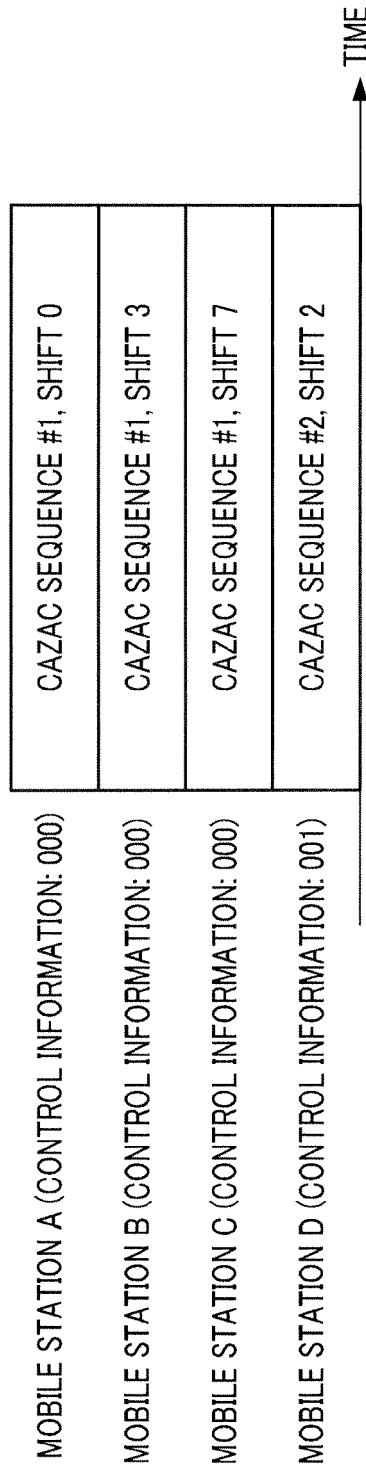 MOBILE STATION A (CONTROL INFORMATION: 000)
CAZAC SEQUENCE #1, SHIFT 0
MOBILE STATION B (CONTROL INFORMATION: 000)
CAZAC SEQUENCE #1, SHIFT 3
MOBILE STATION C (CONTROL INFORMATION: 000)
CAZAC SEQUENCE #1, SHIFT 7
MOBILE STATION D (CONTROL INFORMATION: 001)
CAZAC SEQUENCE #2, SHIFT 2
TIME